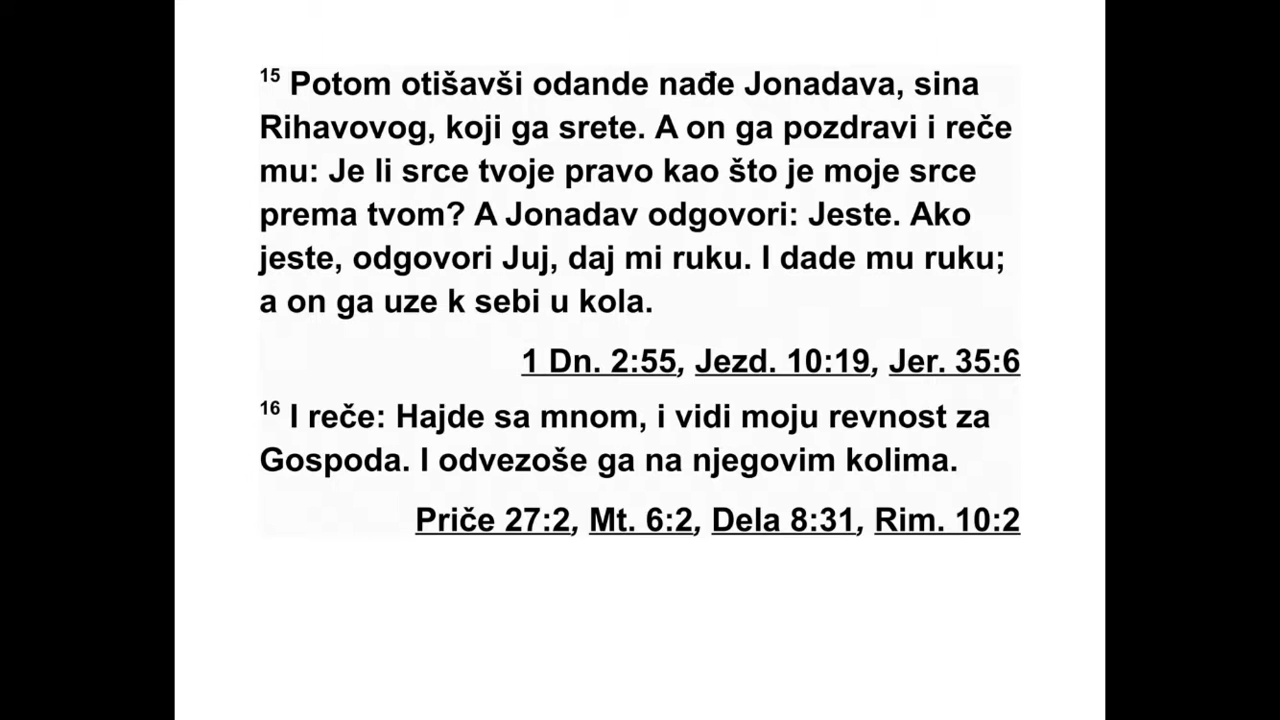 15 Potom otišavši odande nađe Jonadava, sina
Rihavovog, koji ga srete. A on ga pozdravi i reče
mu: Je li srce tvoje pravo kao što je moje srce
prema tvom? A Jonadav odgovori: Jeste. Ako
jeste, odgovori Juj, daj mi ruku. I dade mu ruku;
a on ga uze k sebi u kola.
1 Dn. 2:55, Jezd. 10:19, Jer. 35:6
16 I reče: Hajde sa mnom, i vidi moju revnost za
Gospoda. I odvezoše ga na njegovim kolima.
Priče 27:2, Mt. 6:2, Dela 8:31, Rim. 10:2